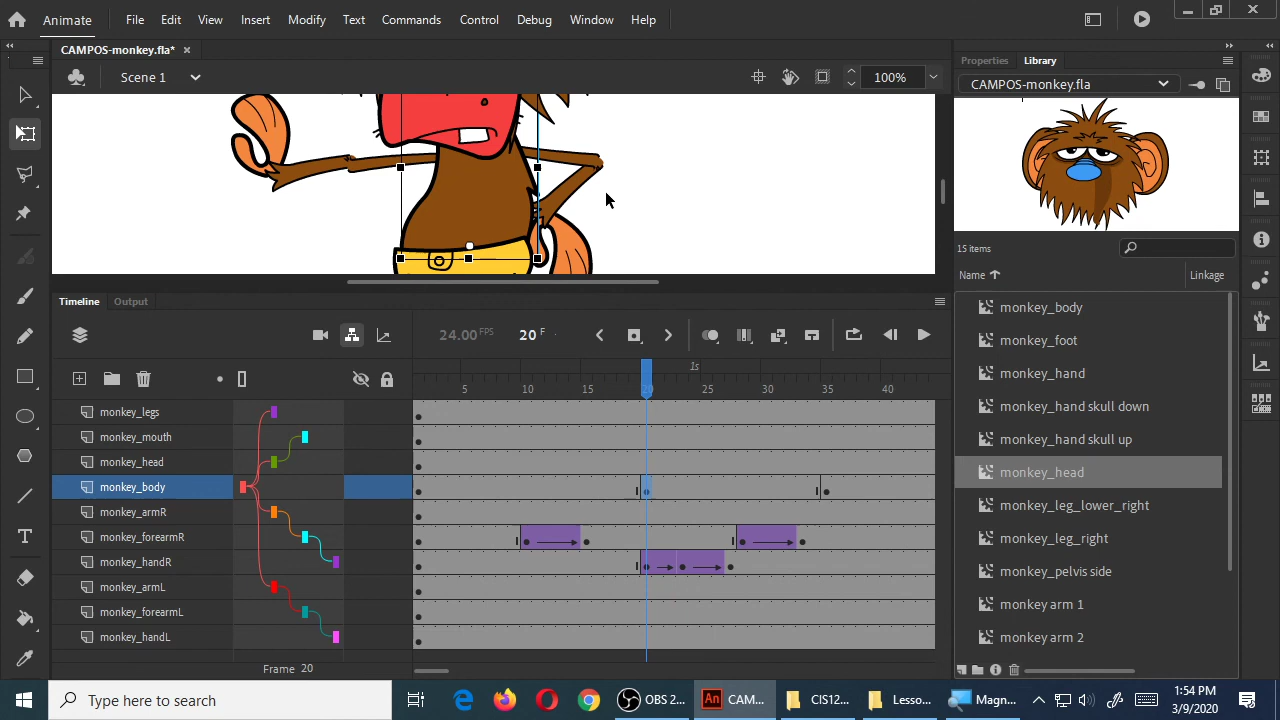 Animate File Edit View Insert Modify Text Commands Control Debug Window Help
CAMPOS-monkey.fla*
Scene 1
100%
Properties Library
CAMPOS-monkey.fla
15 items
Name Linkage
monkey_body
monkey_foot
monkey_hand
monkey_hand skull down
monkey_hand skull up
monkey_head
monkey_leg_lower_right
monkey_leg_right
monkey_pelvis side
monkey arm 1
monkey arm 2
Timeline Output
24.00 FPS 20 F
1s
5 10 15 20 25 30 35 40
monkey_legs
monkey_mouth
monkey_head
monkey_body
monkey_armR
monkey_forearmR
monkey_handR
monkey_armL
monkey_forearmL
monkey_handL
Frame 20
Type here to search
OBS 2...
An CAM...
CIS12...
Lesso...
Magn...
1:54 PM
3/9/2020